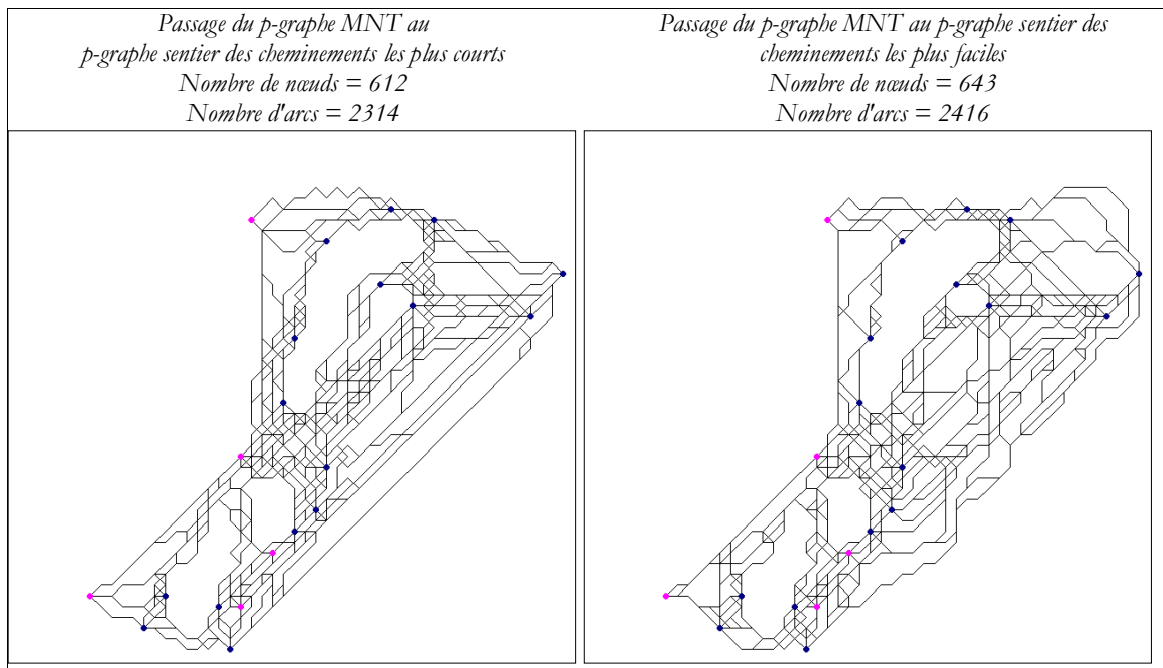 Passage du p-graphe MNT au
p-graphe sentier des cheminements les plus courts
Nombre de nœuds = 612
Nombre d'arcs = 2314
Passage du p-graphe MNT au p-graphe sentier des
cheminements les plus faciles
Nombre de nœuds = 643
Nombre d'arcs = 2416